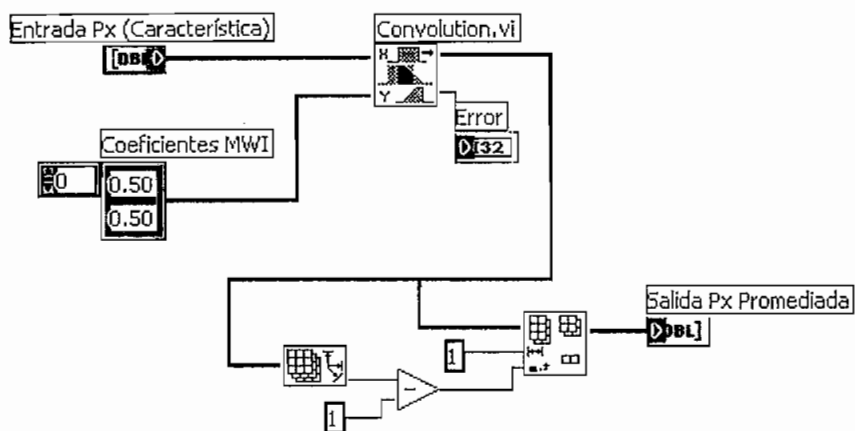 Entrada Px (Característica)
[DBL
Convolution.vi
X
Y
Error
I32
Coeficientes MWI
0
0.50
0.50
Salida Px Promediada
DBL]
1
1